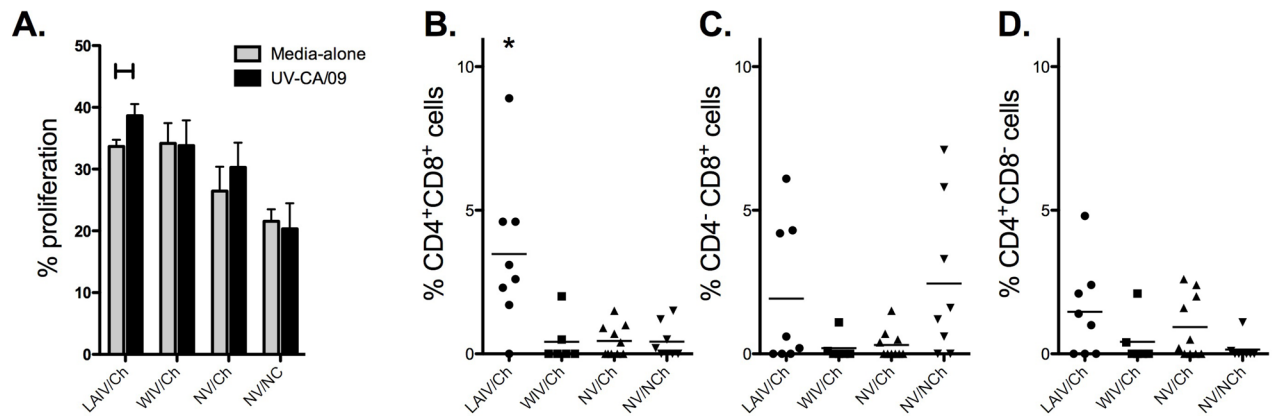 A.
50
40
30
20
10
0
% proliferation
Media-alone
UV-CA/09
LAIV/Ch
WIV/Ch
NV/Ch
NV/NC
B.
*
10
5
0
% CD4+CD8+ cells
LAIV/Ch
WIV/Ch
NV/Ch
NV/NCh
C.
10
5
0
% CD4- CD8+ cells
LAIV/Ch
WIV/Ch
NV/Ch
NV/NCh
D.
10
5
0
% CD4+CD8- cells
LAIV/Ch
WIV/Ch
NV/Ch
NV/NCh